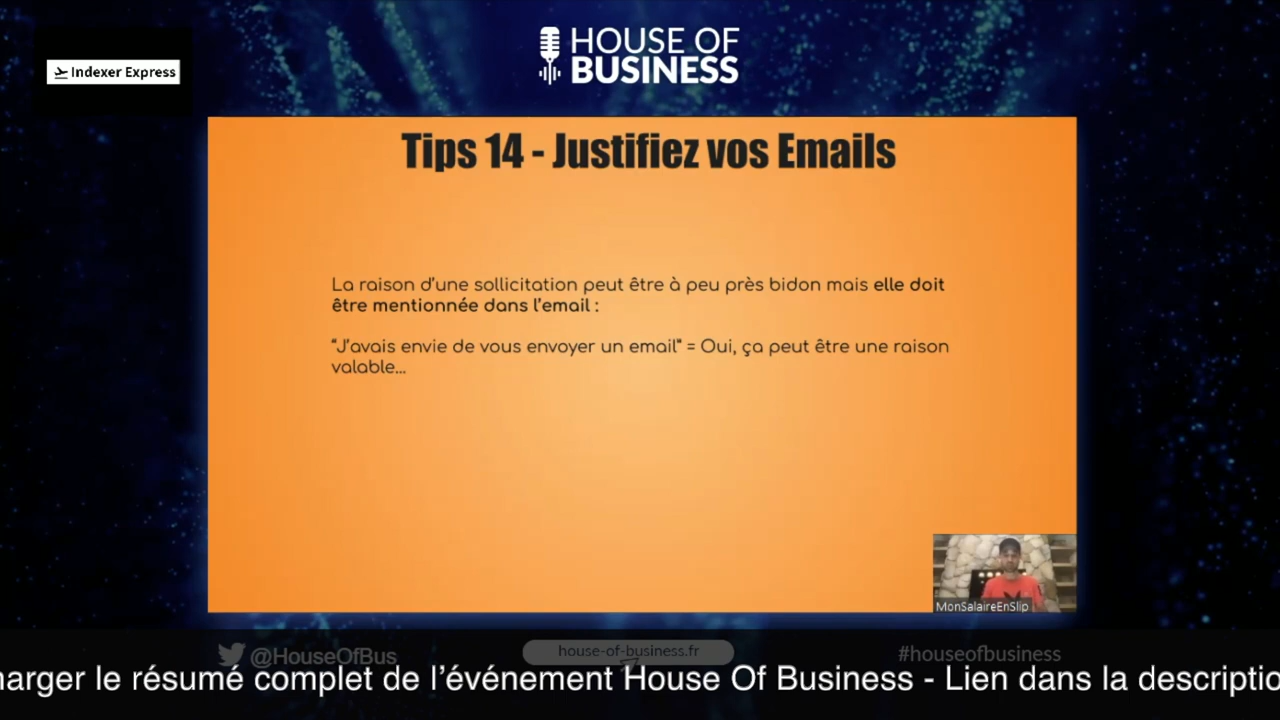 HOUSE OF
BUSINESS
Indexer Express
Tips 14 - Justifiez vos Emails
La raison d’une sollicitation peut être à peu près bidon mais elle doit
être mentionnée dans l’email :
“J’avais envie de vous envoyer un email” = Oui, ça peut être une raison
valable...
MonSalaireEnSlip
@HouseOfBus
house-of-business.fr
#houseofbusiness
le résumé complet de l’événement House Of Business - Lien dans la